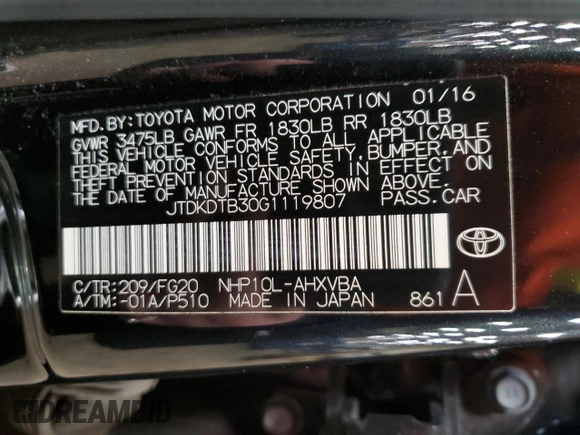 MFD. BY: TOYOTA MOTOR CORPORATION 01/16
GVWR 3475LB GAWR FR 1830LB RR 1830LB
THIS VEHICLE CONFORMS TO ALL APPLICABLE
FEDERAL MOTOR VEHICLE SAFETY, BUMPER, AND
THEFT PREVENTION STANDARDS IN EFFECT ON
THE DATE OF MANUFACTURE SHOWN ABOVE.
JTDKDTB30G1119807 PASS. CAR
C/TR: 209/FG20 NHP10L-AHXVBA
A/TM: -01A/P510 MADE IN JAPAN 861 A
DREAMBID